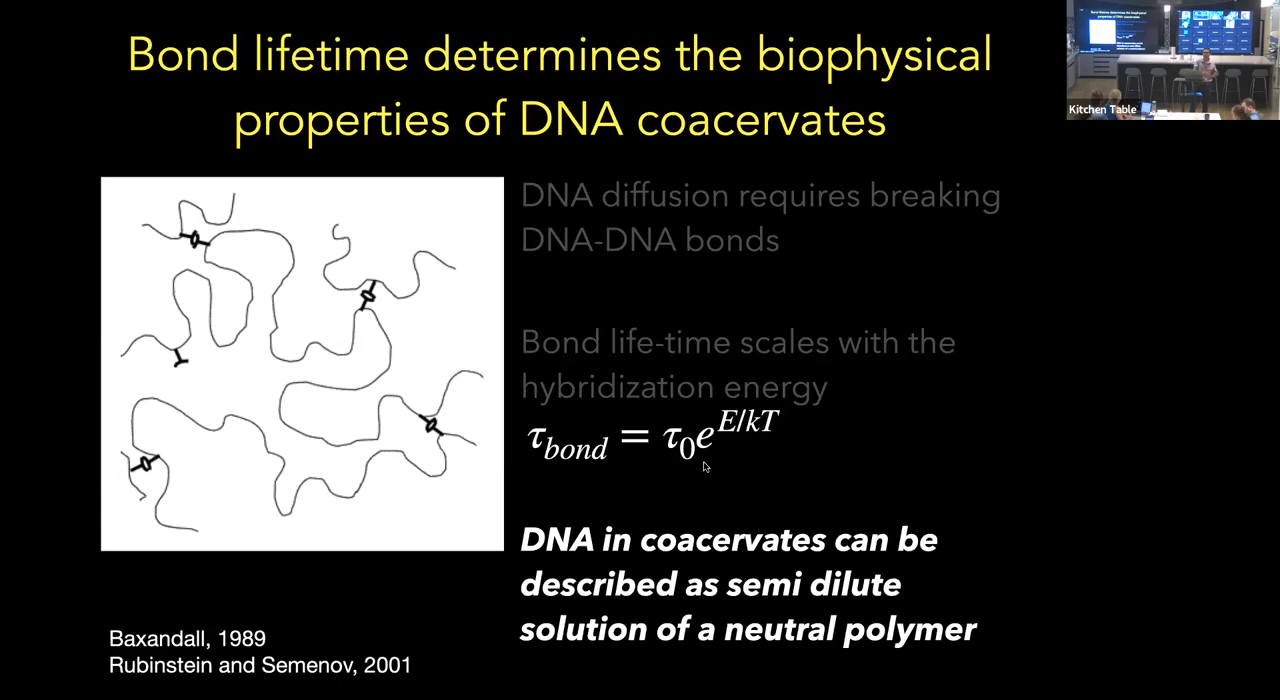 Bond lifetime determines the biophysical
properties of DNA coacervates
DNA diffusion requires breaking
DNA-DNA bonds
Bond life-time scales with the
hybridization energy
τ_bond = τ_0 e^{E/kT}
DNA in coacervates can be
described as semi dilute
solution of a neutral polymer
Baxandall, 1989
Rubinstein and Semenov, 2001
Kitchen Table